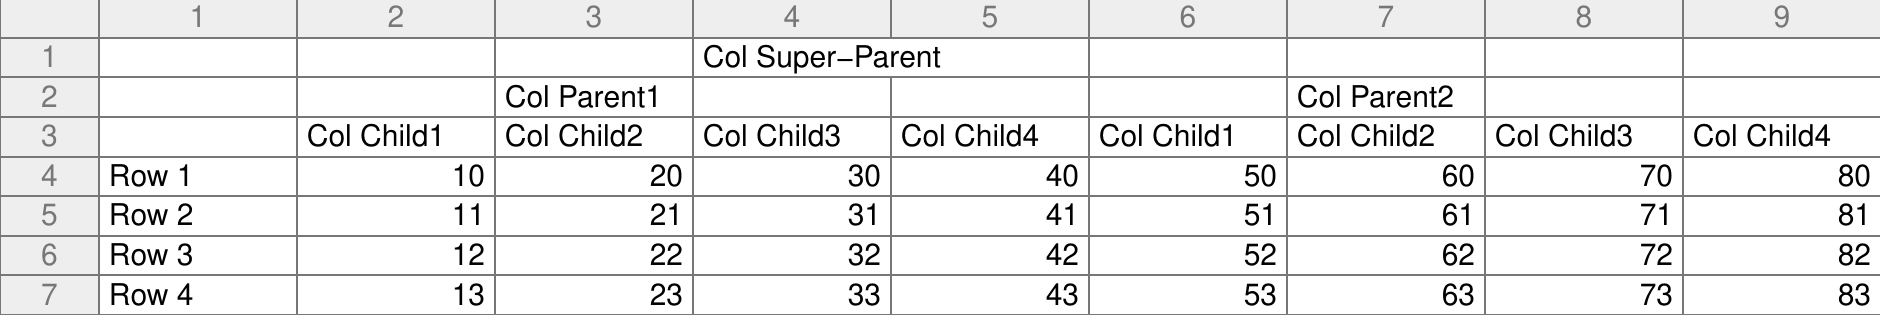 1 2 3 4 5 6 7 8 9
1 Col Super–Parent
2 Col Parent1 Col Parent2
3 Col Child1 Col Child2 Col Child3 Col Child4 Col Child1 Col Child2 Col Child3 Col Child4
4 Row 1 10 20 30 40 50 60 70 80
5 Row 2 11 21 31 41 51 61 71 81
6 Row 3 12 22 32 42 52 62 72 82
7 Row 4 13 23 33 43 53 63 73 83